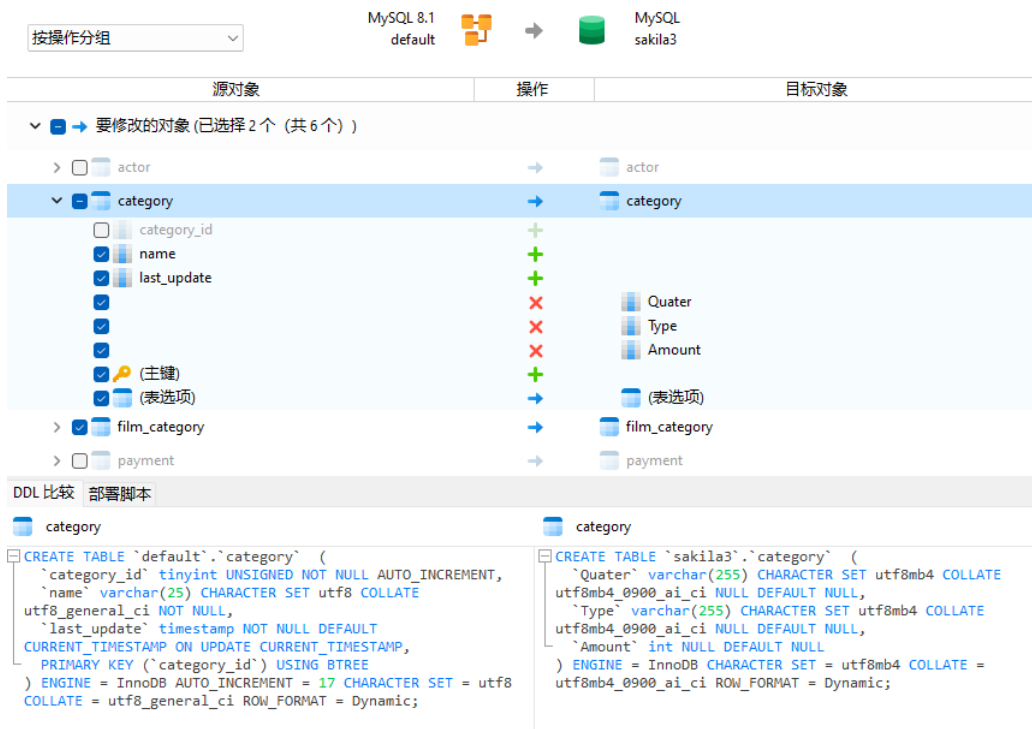 按操作分组
MySQL 8.1
default
MySQL
sakila3
源对象 操作 目标对象
要修改的对象 (已选择 2 个（共 6 个）)
actor actor
category category
category_id
name
last_update
Quater
Type
Amount
(主键)
(表选项) (表选项)
film_category film_category
payment payment
DDL 比较 部署脚本
category
CREATE TABLE `default`.`category`  (
`category_id` tinyint UNSIGNED NOT NULL AUTO_INCREMENT,
`name` varchar(25) CHARACTER SET utf8 COLLATE
utf8_general_ci NOT NULL,
`last_update` timestamp NOT NULL DEFAULT
CURRENT_TIMESTAMP ON UPDATE CURRENT_TIMESTAMP,
PRIMARY KEY (`category_id`) USING BTREE
) ENGINE = InnoDB AUTO_INCREMENT = 17 CHARACTER SET = utf8
COLLATE = utf8_general_ci ROW_FORMAT = Dynamic;
category
CREATE TABLE `sakila3`.`category`  (
`Quater` varchar(255) CHARACTER SET utf8mb4 COLLATE
utf8mb4_0900_ai_ci NULL DEFAULT NULL,
`Type` varchar(255) CHARACTER SET utf8mb4 COLLATE
utf8mb4_0900_ai_ci NULL DEFAULT NULL,
`Amount` int NULL DEFAULT NULL
) ENGINE = InnoDB CHARACTER SET = utf8mb4 COLLATE =
utf8mb4_0900_ai_ci ROW_FORMAT = Dynamic;